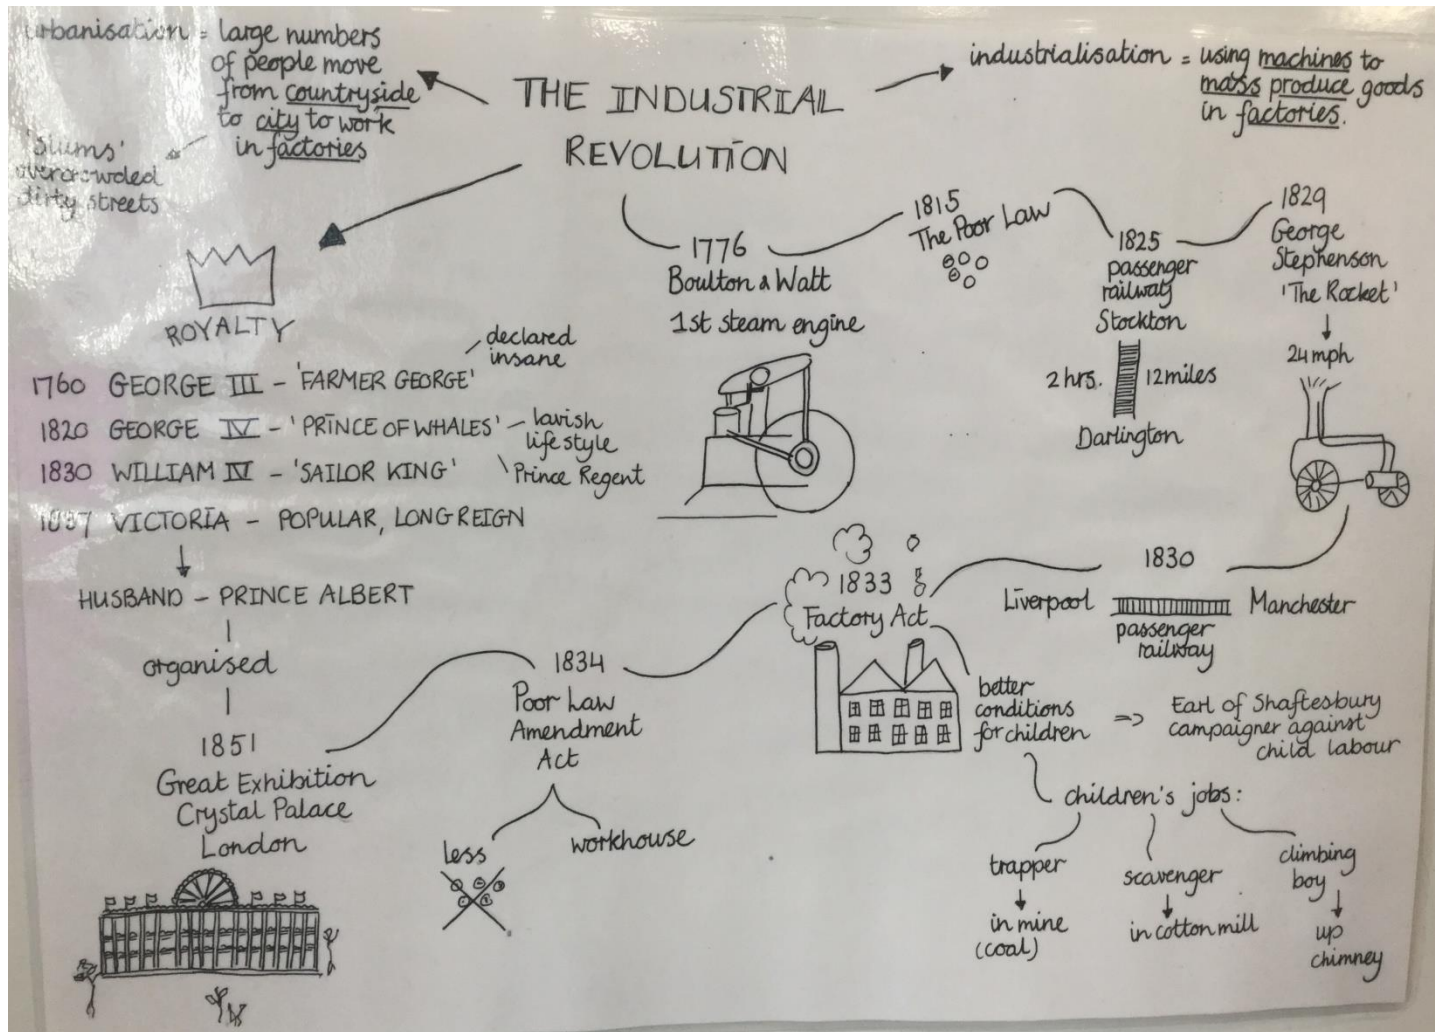 THE INDUSTRIAL
REVOLUTION
urbanisation = large numbers
of people move
from countryside
to city to work
in factories
'Slums'
overcrowded
dirty streets
industrialisation = using machines to
mass produce goods
in factories.
ROYALTY
1760 GEORGE III - 'FARMER GEORGE'
declared
insane
1820 GEORGE IV - 'PRINCE OF WHALES'
lavish
lifestyle
Prince Regent
1830 WILLIAM IV - 'SAILOR KING'
1837 VICTORIA - POPULAR, LONG REIGN
HUSBAND - PRINCE ALBERT
organised
1851
Great Exhibition
Crystal Palace
London
1776
Boulton & Watt
1st steam engine
1815
The Poor Law
1825
passenger
railway
Stockton
2 hrs. 12 miles
Darlington
1829
George
Stephenson
'The Rocket'
24 mph
1830
Liverpool Manchester
passenger
railway
1833
Factory Act
better
conditions
for children
=> Earl of Shaftesbury
campaigner against
child labour
children's jobs:
trapper
in mine
(coal)
scavenger
in cotton mill
climbing
boy
up
chimney
1834
Poor Law
Amendment
Act
less
workhouse